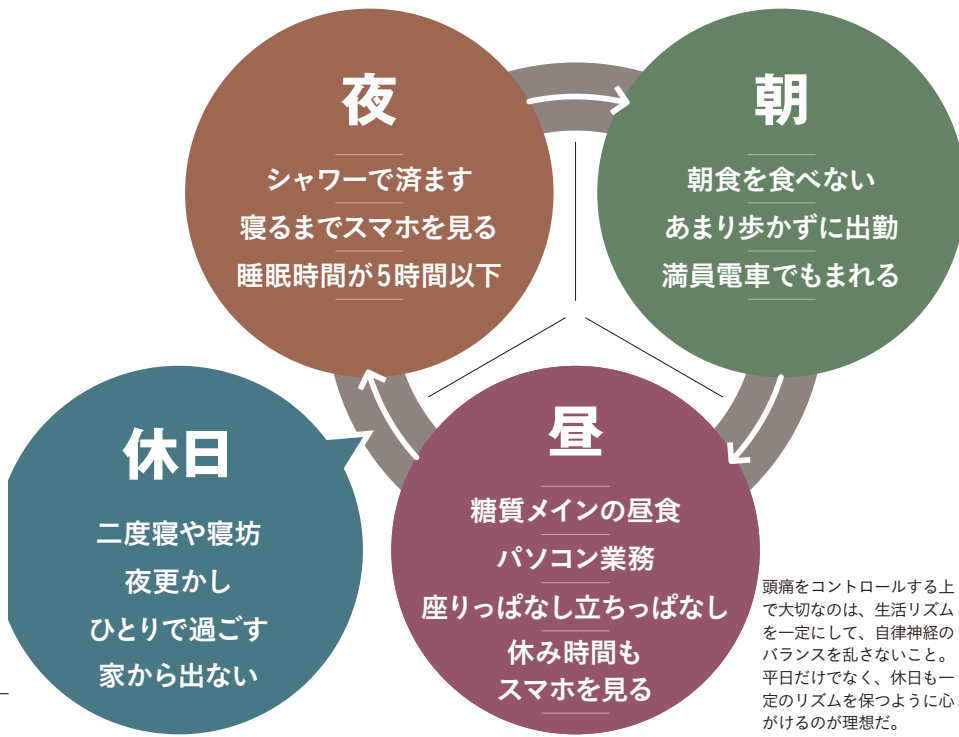 夜
シャワーで済ます
寝るまでスマホを見る
睡眠時間が5時間以下
朝
朝食を食べない
あまり歩かずに出勤
満員電車でもまれる
昼
糖質メインの昼食
パソコン業務
座りっぱなし立ちっぱなし
休み時間も
スマホを見る
休日
二度寝や寝坊
夜更かし
ひとりで過ごす
家から出ない
頭痛をコントロールする上
で大切なのは、生活リズム
を一定にして、自律神経の
バランスを乱さないこと。
平日だけでなく、休日も一
定のリズムを保つように心
がけるのが理想だ。